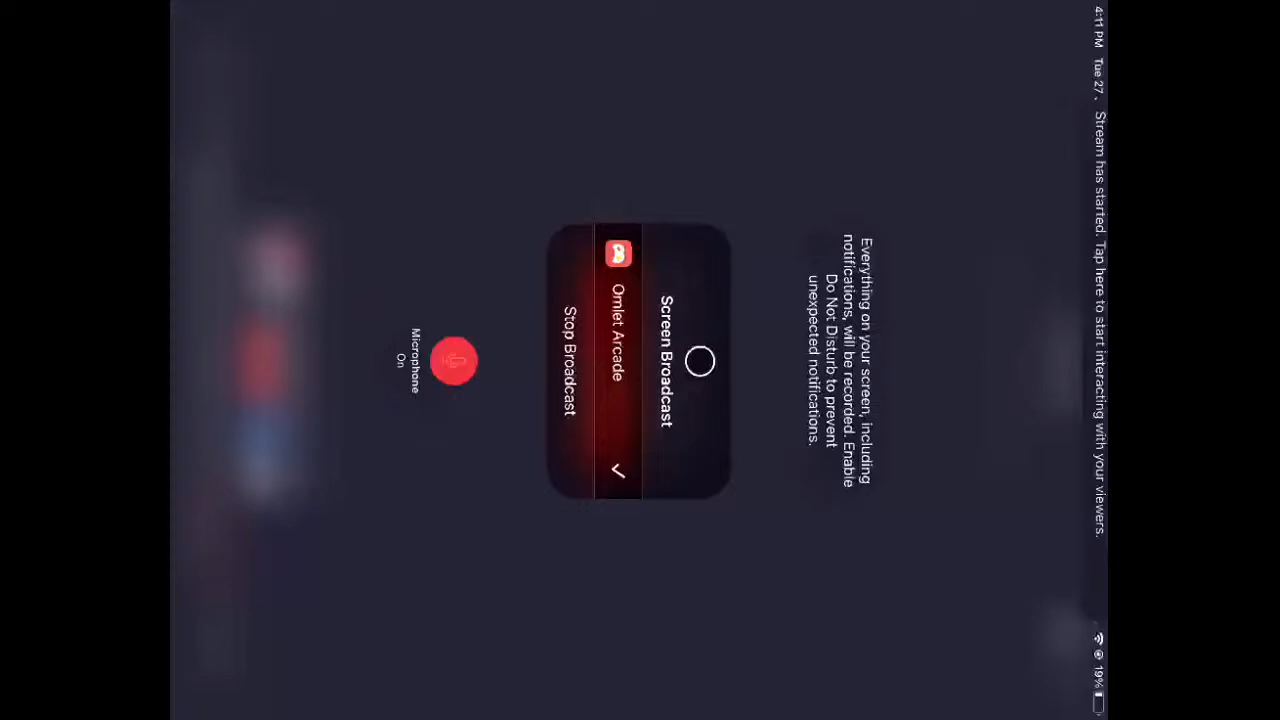 4:11 PM Tue 27 . Stream has started. Tap here to start interacting with your viewers. 19%
Everything on your screen, including
notifications, will be recorded. Enable
Do Not Disturb to prevent
unexpected notifications.
Screen Broadcast
Omlet Arcade
Stop Broadcast
Microphone
On